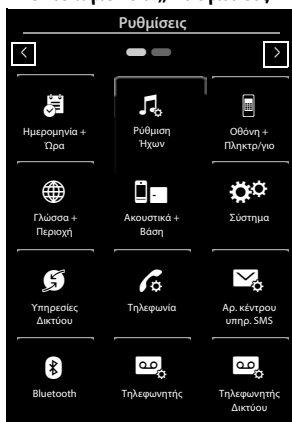 Ρυθμίσεις
Ημερομηνία +
Ώρα
Ρύθμιση
Ήχων
Οθόνη +
Πληκτρ/γιο
Γλώσσα +
Περιοχή
Ακουστικά +
Βάση
Σύστημα
Υπηρεσίες
Δικτύου
Τηλεφωνία
Αρ. κέντρου
υπηρ. SMS
Bluetooth
Τηλεφωνητής
Τηλεφωνητής
Δικτύου